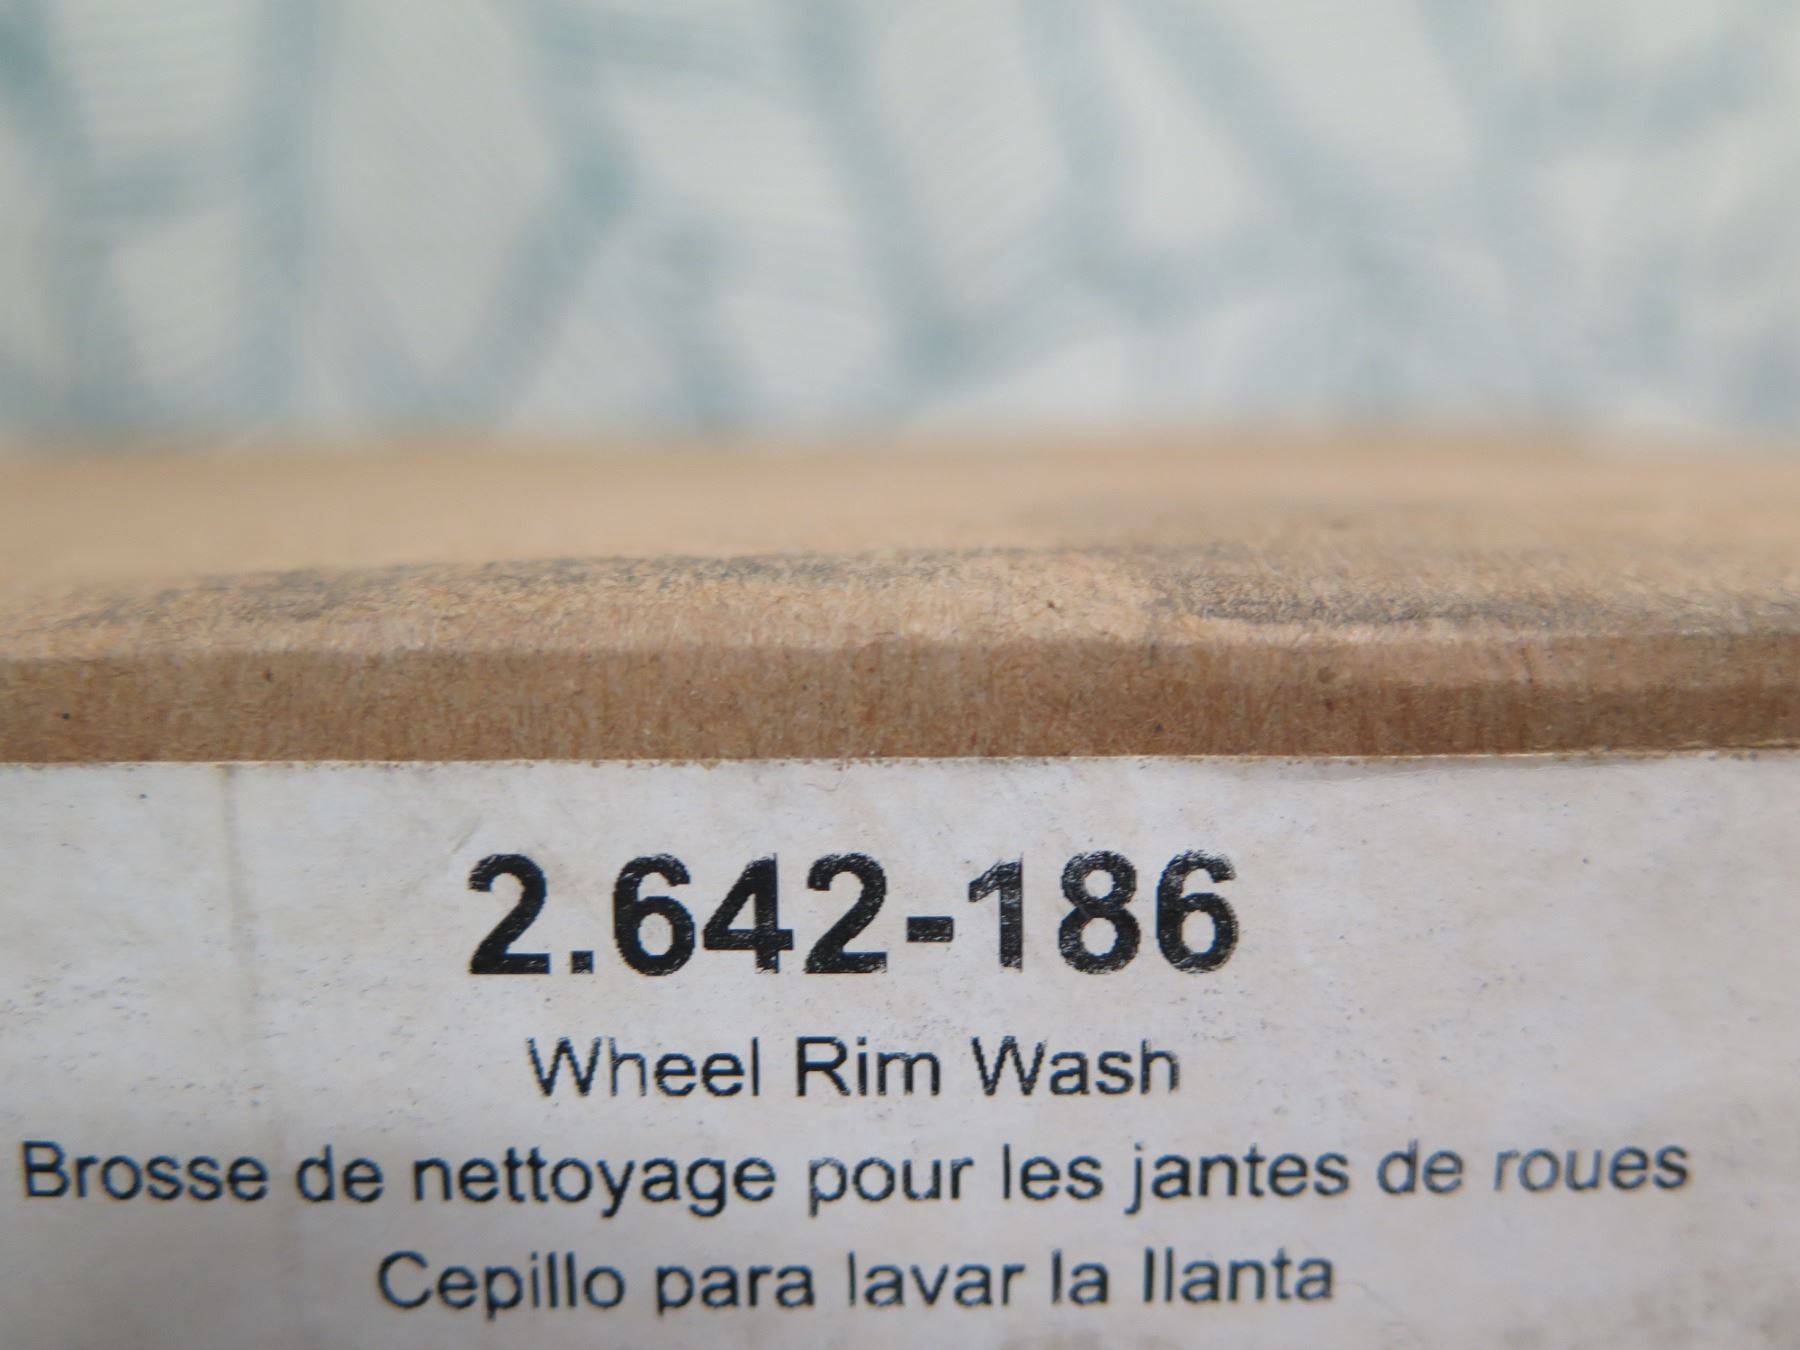 2.642-186
Wheel Rim Wash
Brosse de nettoyage pour les jantes de roues
Cepillo para lavar la llanta